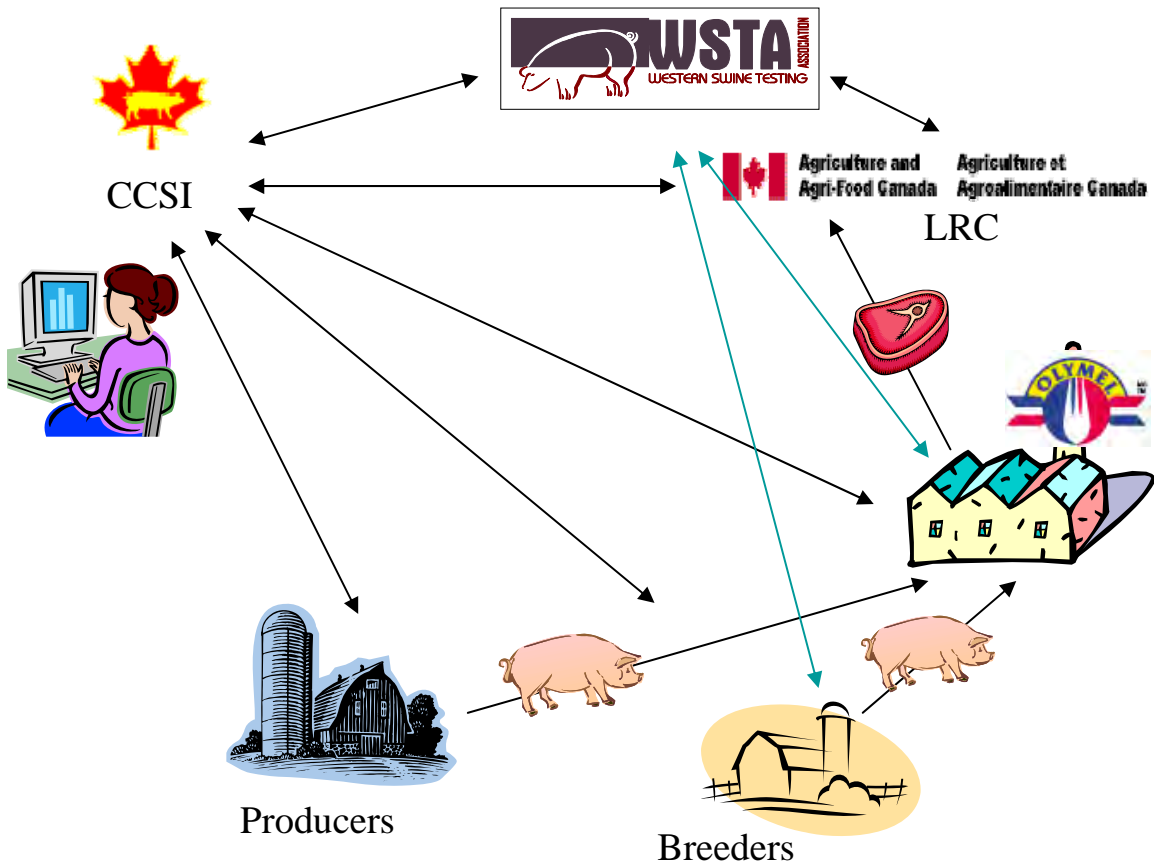 WSTA
ASSOCIATION
WESTERN SWINE TESTING
CCSI
Agriculture and Agriculture et
Agri-Food Canada Agroalimentaire Canada
LRC
OLYMEL
Producers
Breeders